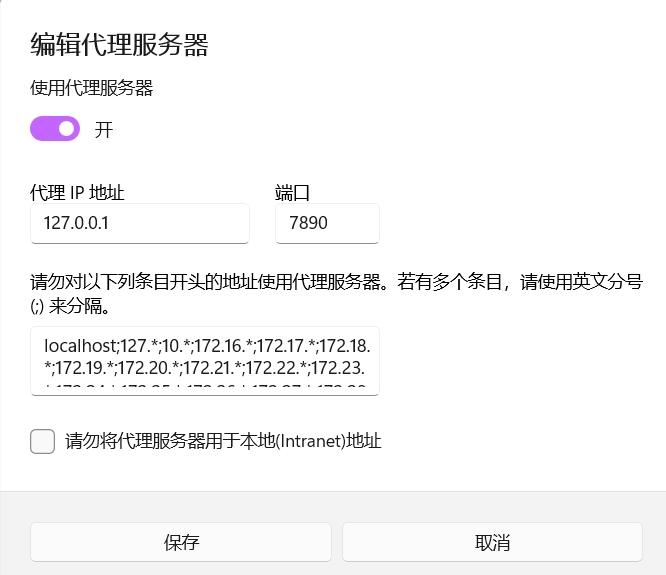 编辑代理服务器
使用代理服务器
开
代理 IP 地址
端口
127.0.0.1
7890
请勿对以下列条目开头的地址使用代理服务器。若有多个条目，请使用英文分号
(;) 来分隔。
localhost;127.*;10.*;172.16.*;172.17.*;172.18.
*;172.19.*;172.20.*;172.21.*;172.22.*;172.23.
请勿将代理服务器用于本地(Intranet)地址
保存
取消